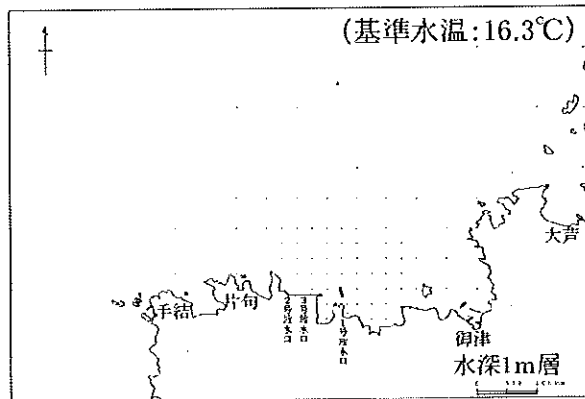 (基準水温:16.3℃)
大芦
手結
片句
2号放水口
3号放水口
1号放水口
御津
水深1m層